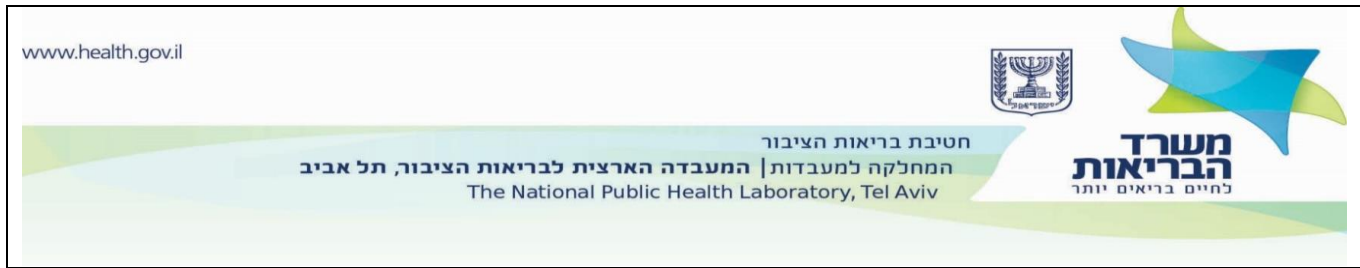 www.health.gov.il
ישראל
משרד
הבריאות
לחיים בריאים יותר
חטיבת בריאות הציבור
המחלקה למעבדות| המעבדה הארצית לבריאות הציבור, תל אביב
The National Public Health Laboratory, Tel Aviv